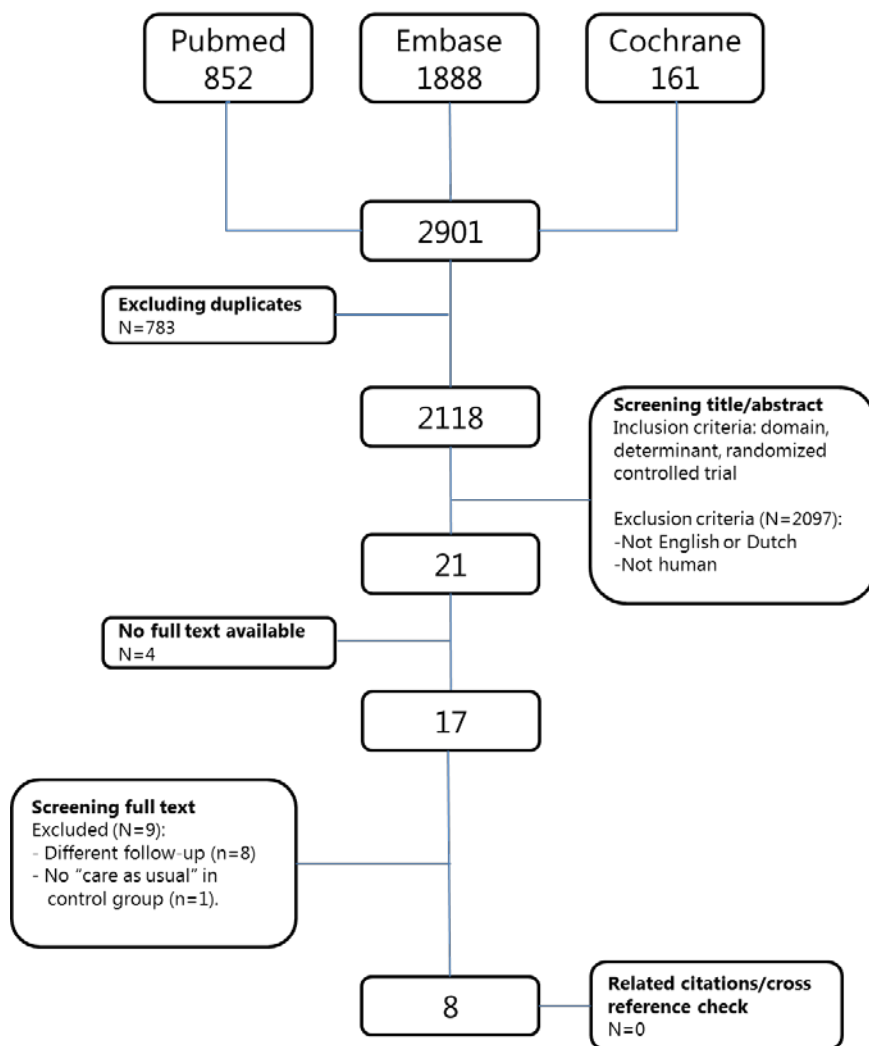 Pubmed
852
Embase
1888
Cochrane
161
2901
Excluding duplicates
N=783
2118
Screening title/abstract
Inclusion criteria: domain,
determinant, randomized
controlled trial
Exclusion criteria (N=2097):
-Not English or Dutch
-Not human
21
No full text available
N=4
17
Screening full text
Excluded (N=9):
- Different follow-up (n=8)
- No “care as usual” in
control group (n=1).
8
Related citations/cross
reference check
N=0